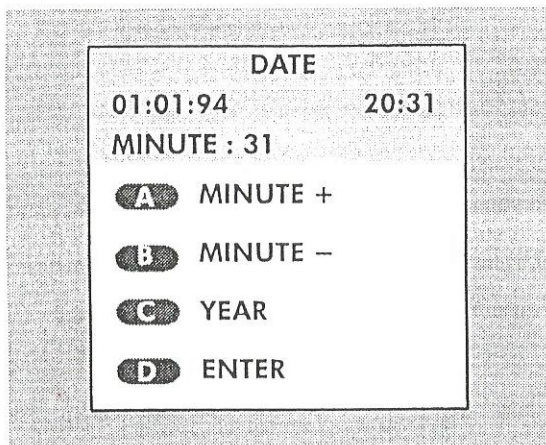 DATE
01:01:94 20:31
MINUTE : 31
A MINUTE +
B MINUTE –
C YEAR
D ENTER